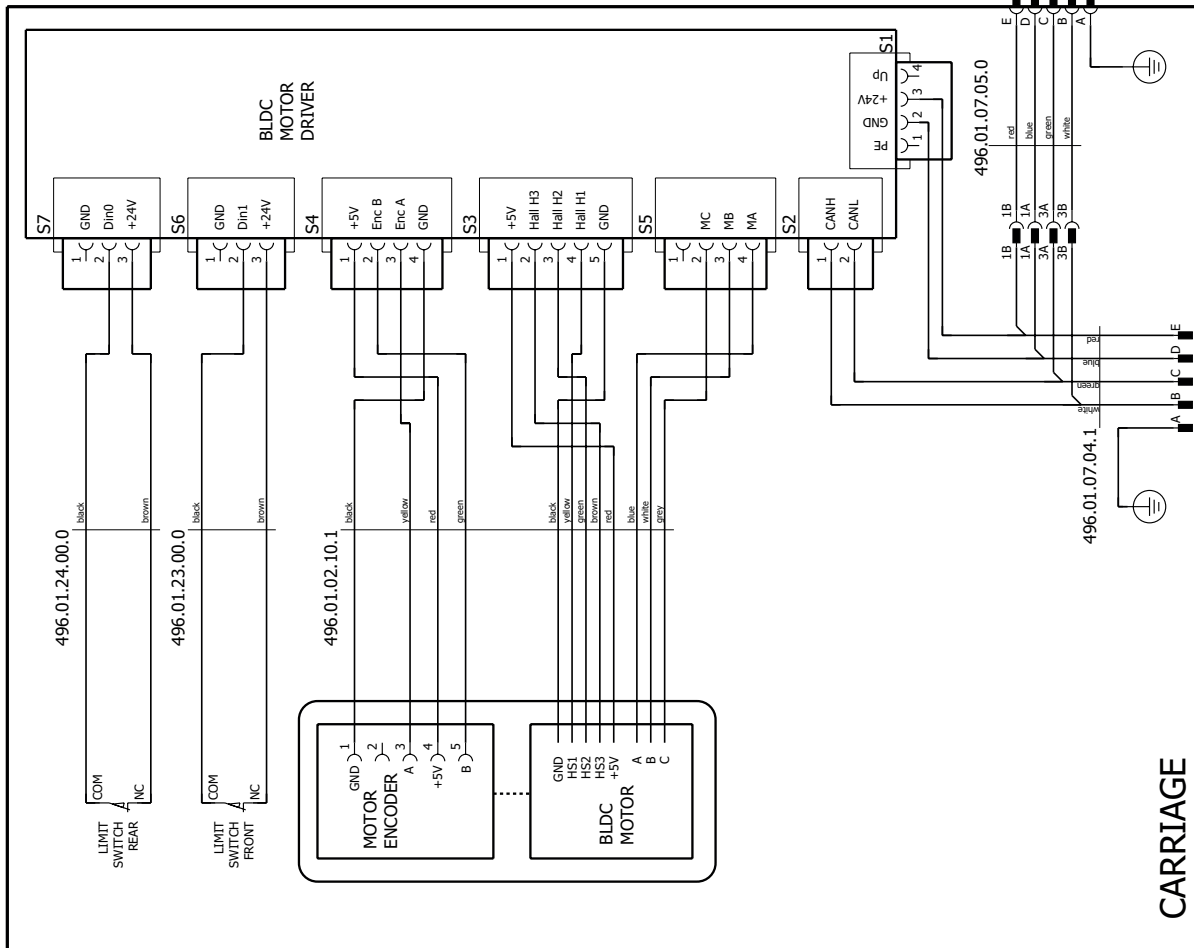 E
D
C
B
A
S1
Up
4
+24V
3
GND
2
PE
1
BLDC
MOTOR
DRIVER
496.01.07.05.0
red
blue
green
white
S7
GND
Din0
+24V
1
2
3
S6
GND
Din1
+24V
1
2
3
S4
+5V
Enc B
Enc A
GND
1
2
3
4
S3
+5V
Hall H3
Hall H2
Hall H1
GND
1
2
3
4
5
S5
MC
MB
MA
1
2
3
4
S2
CANH
CANL
1
2
1B
1A
3A
3B
1B
1A
3A
3B
red
blue
green
white
E
D
C
B
A
496.01.07.04.1
496.01.24.00.0
black
brown
496.01.23.00.0
black
brown
496.01.02.10.1
black
yellow
red
green
black
yellow
green
brown
red
blue
white
grey
COM
NC
LIMIT
SWITCH
REAR
COM
NC
LIMIT
SWITCH
FRONT
GND
1
2
A
3
+5V
4
B
5
MOTOR
ENCODER
GND
HS1
HS2
HS3
+5V
A
B
C
BLDC
MOTOR
CARRIAGE